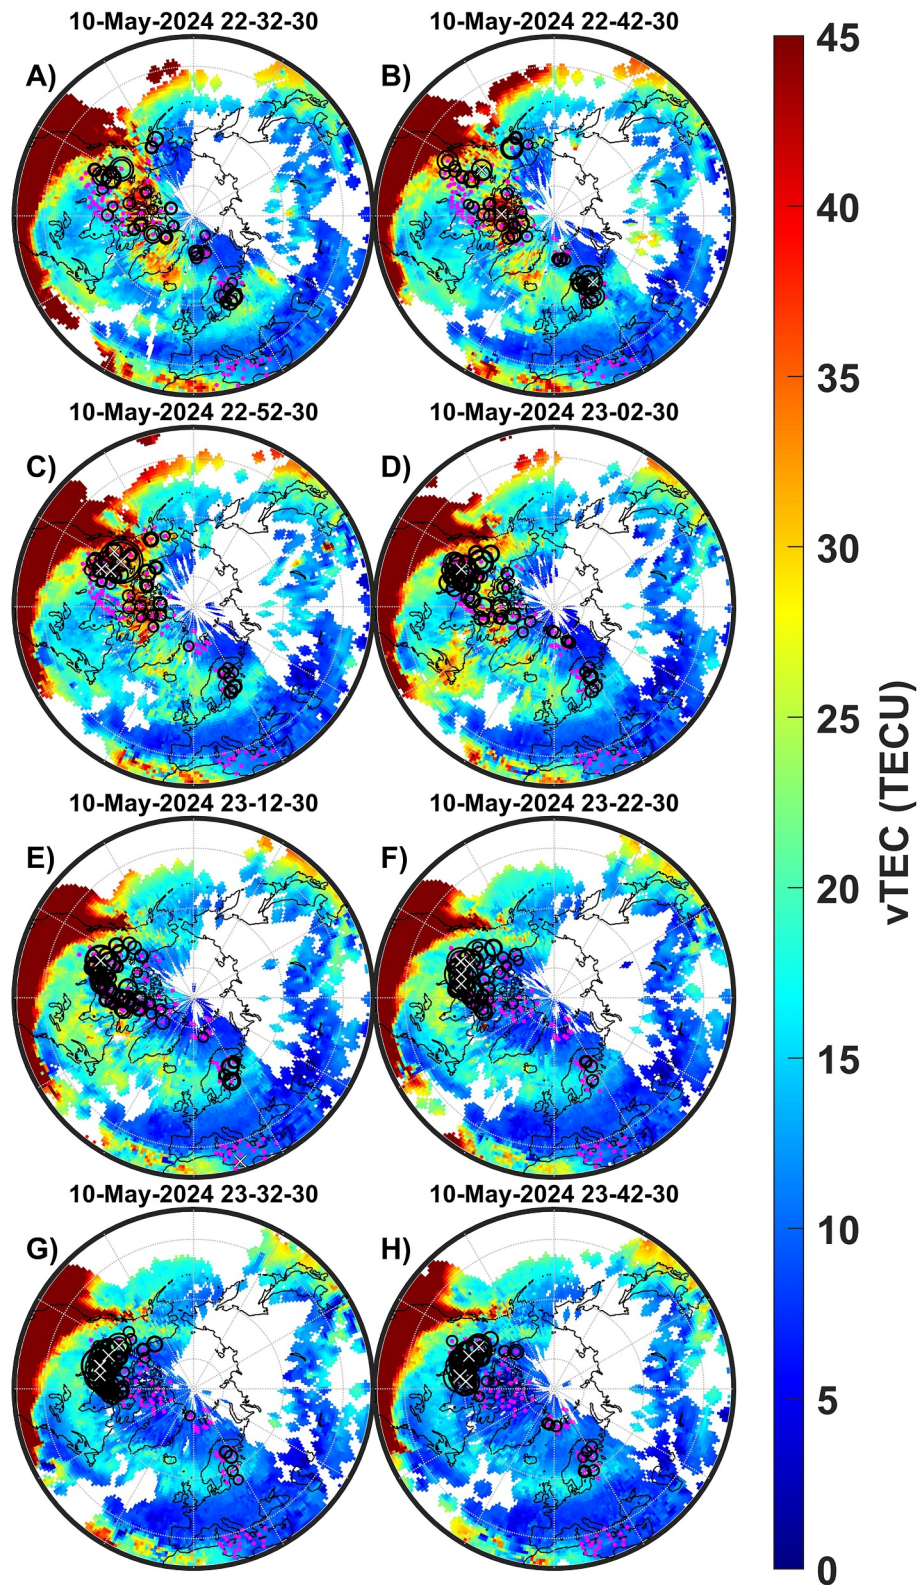 10-May-2024 22-32-30
10-May-2024 22-42-30
A)
B)
10-May-2024 22-52-30
10-May-2024 23-02-30
C)
D)
10-May-2024 23-12-30
10-May-2024 23-22-30
E)
F)
10-May-2024 23-32-30
10-May-2024 23-42-30
G)
H)
45
40
35
30
25
20
15
10
5
0
vTEC (TECU)